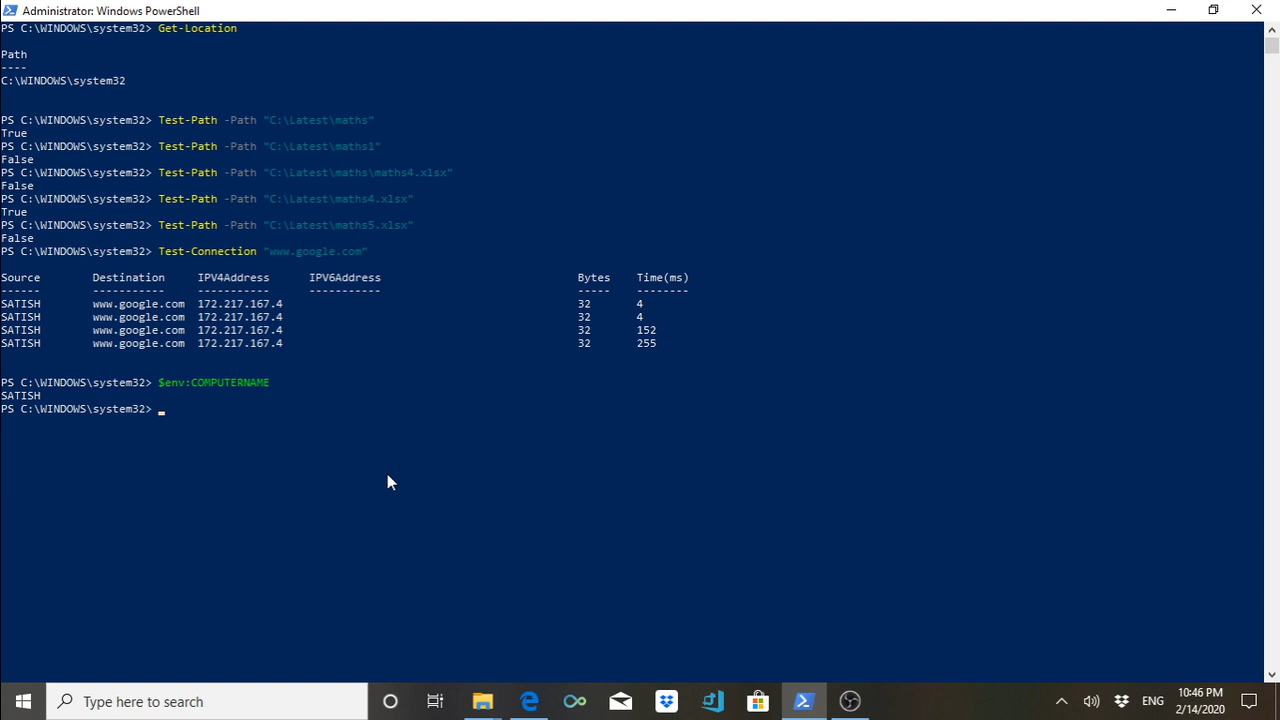 Administrator: Windows PowerShell
PS C:\WINDOWS\system32> Get-Location
Path
----
C:\WINDOWS\system32
PS C:\WINDOWS\system32> Test-Path -Path "C:\Latest\maths"
True
PS C:\WINDOWS\system32> Test-Path -Path "C:\Latest\maths1"
False
PS C:\WINDOWS\system32> Test-Path -Path "C:\Latest\maths\maths4.xlsx"
False
PS C:\WINDOWS\system32> Test-Path -Path "C:\Latest\maths4.xlsx"
True
PS C:\WINDOWS\system32> Test-Path -Path "C:\Latest\maths5.xlsx"
False
PS C:\WINDOWS\system32> Test-Connection "www.google.com"
Source Destination IPV4Address IPV6Address Bytes Time(ms)
------ ----------- ----------- ----------- ----- --------
SATISH www.google.com 172.217.167.4 32 4
SATISH www.google.com 172.217.167.4 32 4
SATISH www.google.com 172.217.167.4 32 152
SATISH www.google.com 172.217.167.4 32 255
PS C:\WINDOWS\system32> $env:COMPUTERNAME
SATISH
PS C:\WINDOWS\system32>
Type here to search
ENG
10:46 PM
2/14/2020